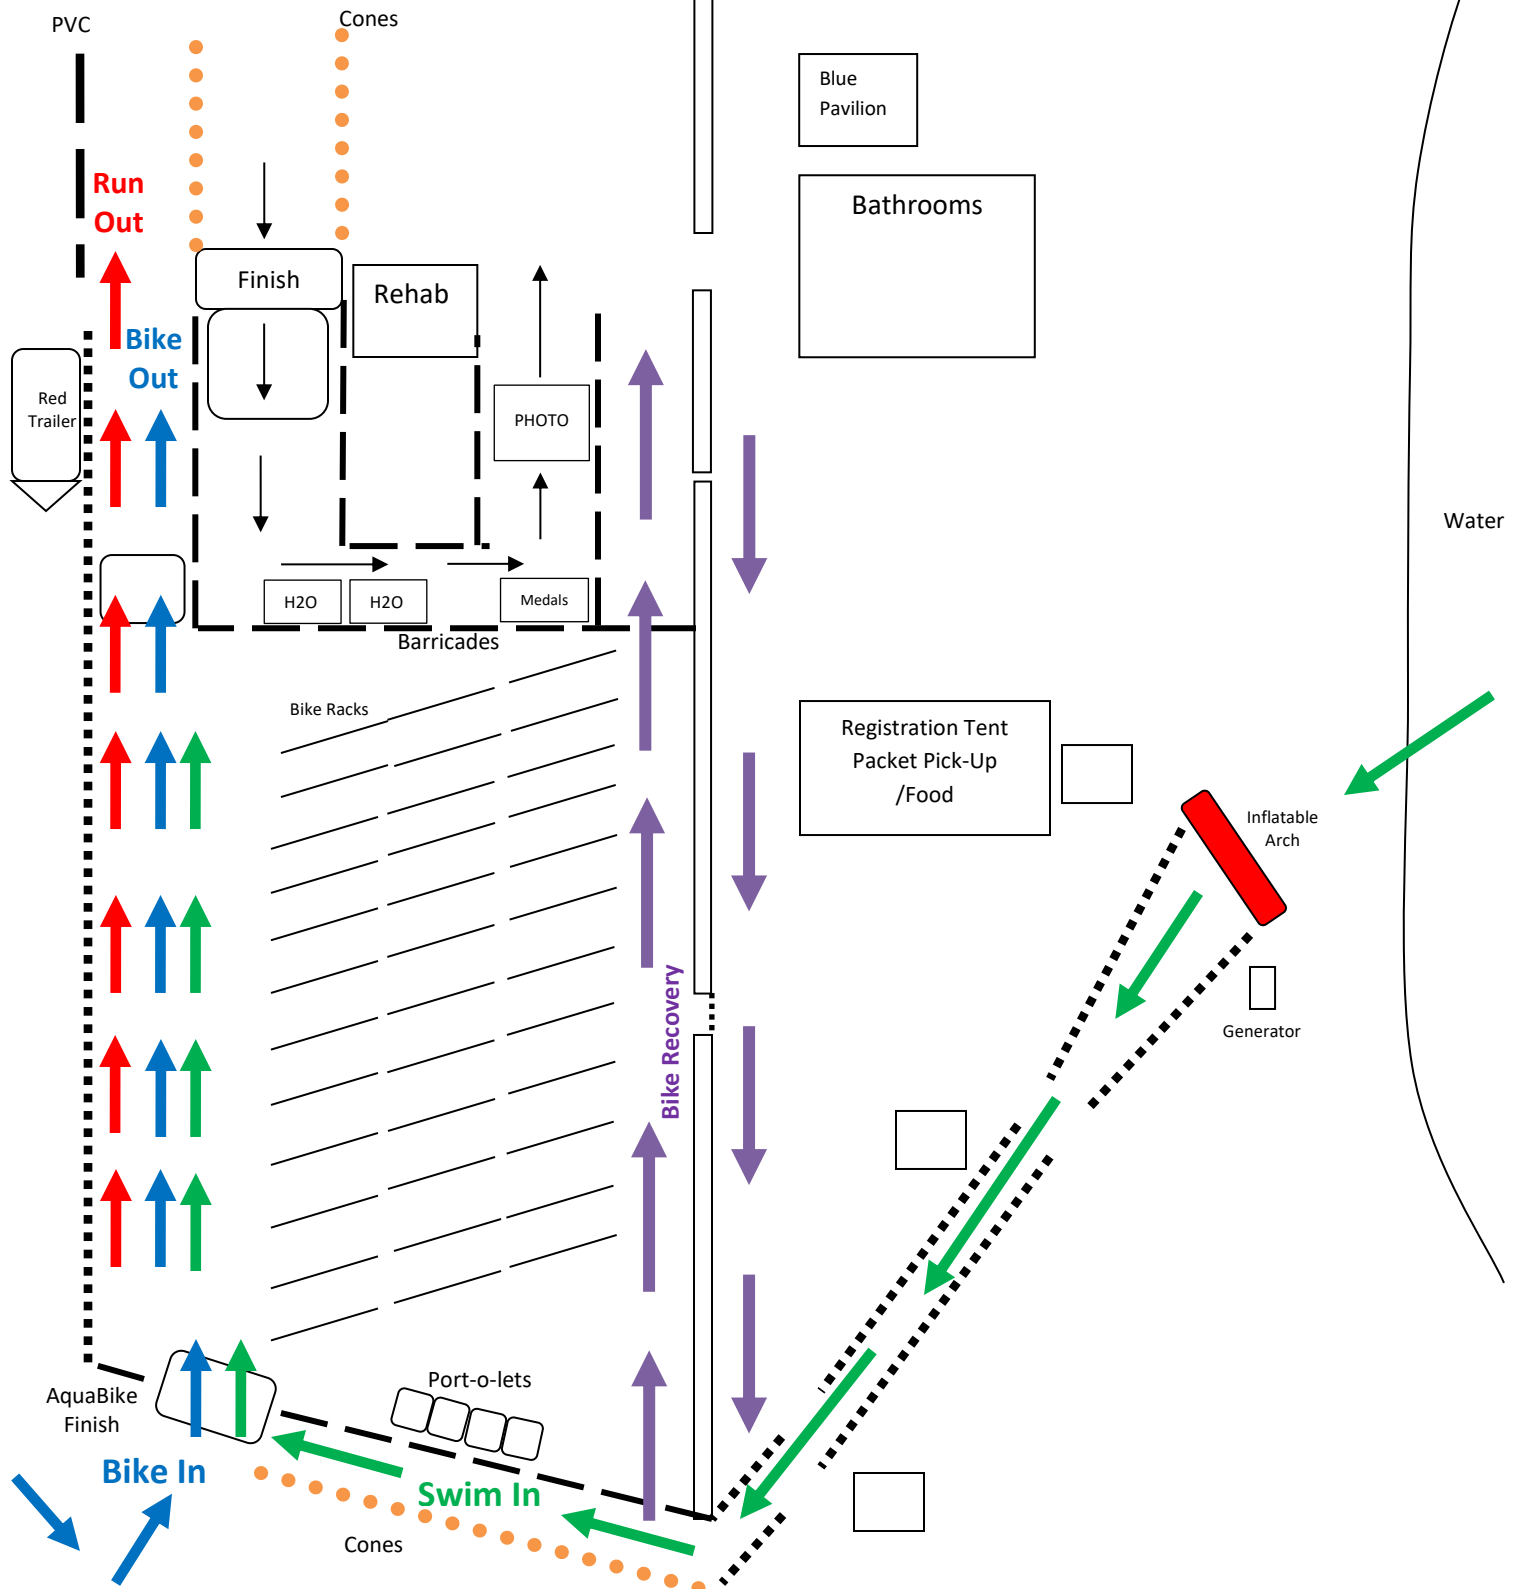 PVC
Cones
Blue
Pavilion
Run
Out
Bathrooms
Finish
Rehab
Bike
Out
Red
Trailer
PHOTO
Water
H2O
H2O
Medals
Barricades
Bike Racks
Registration Tent
Packet Pick-Up
/Food
Inflatable
Arch
Bike Recovery
Generator
Port-o-lets
AquaBike
Finish
Bike In
Swim In
Cones